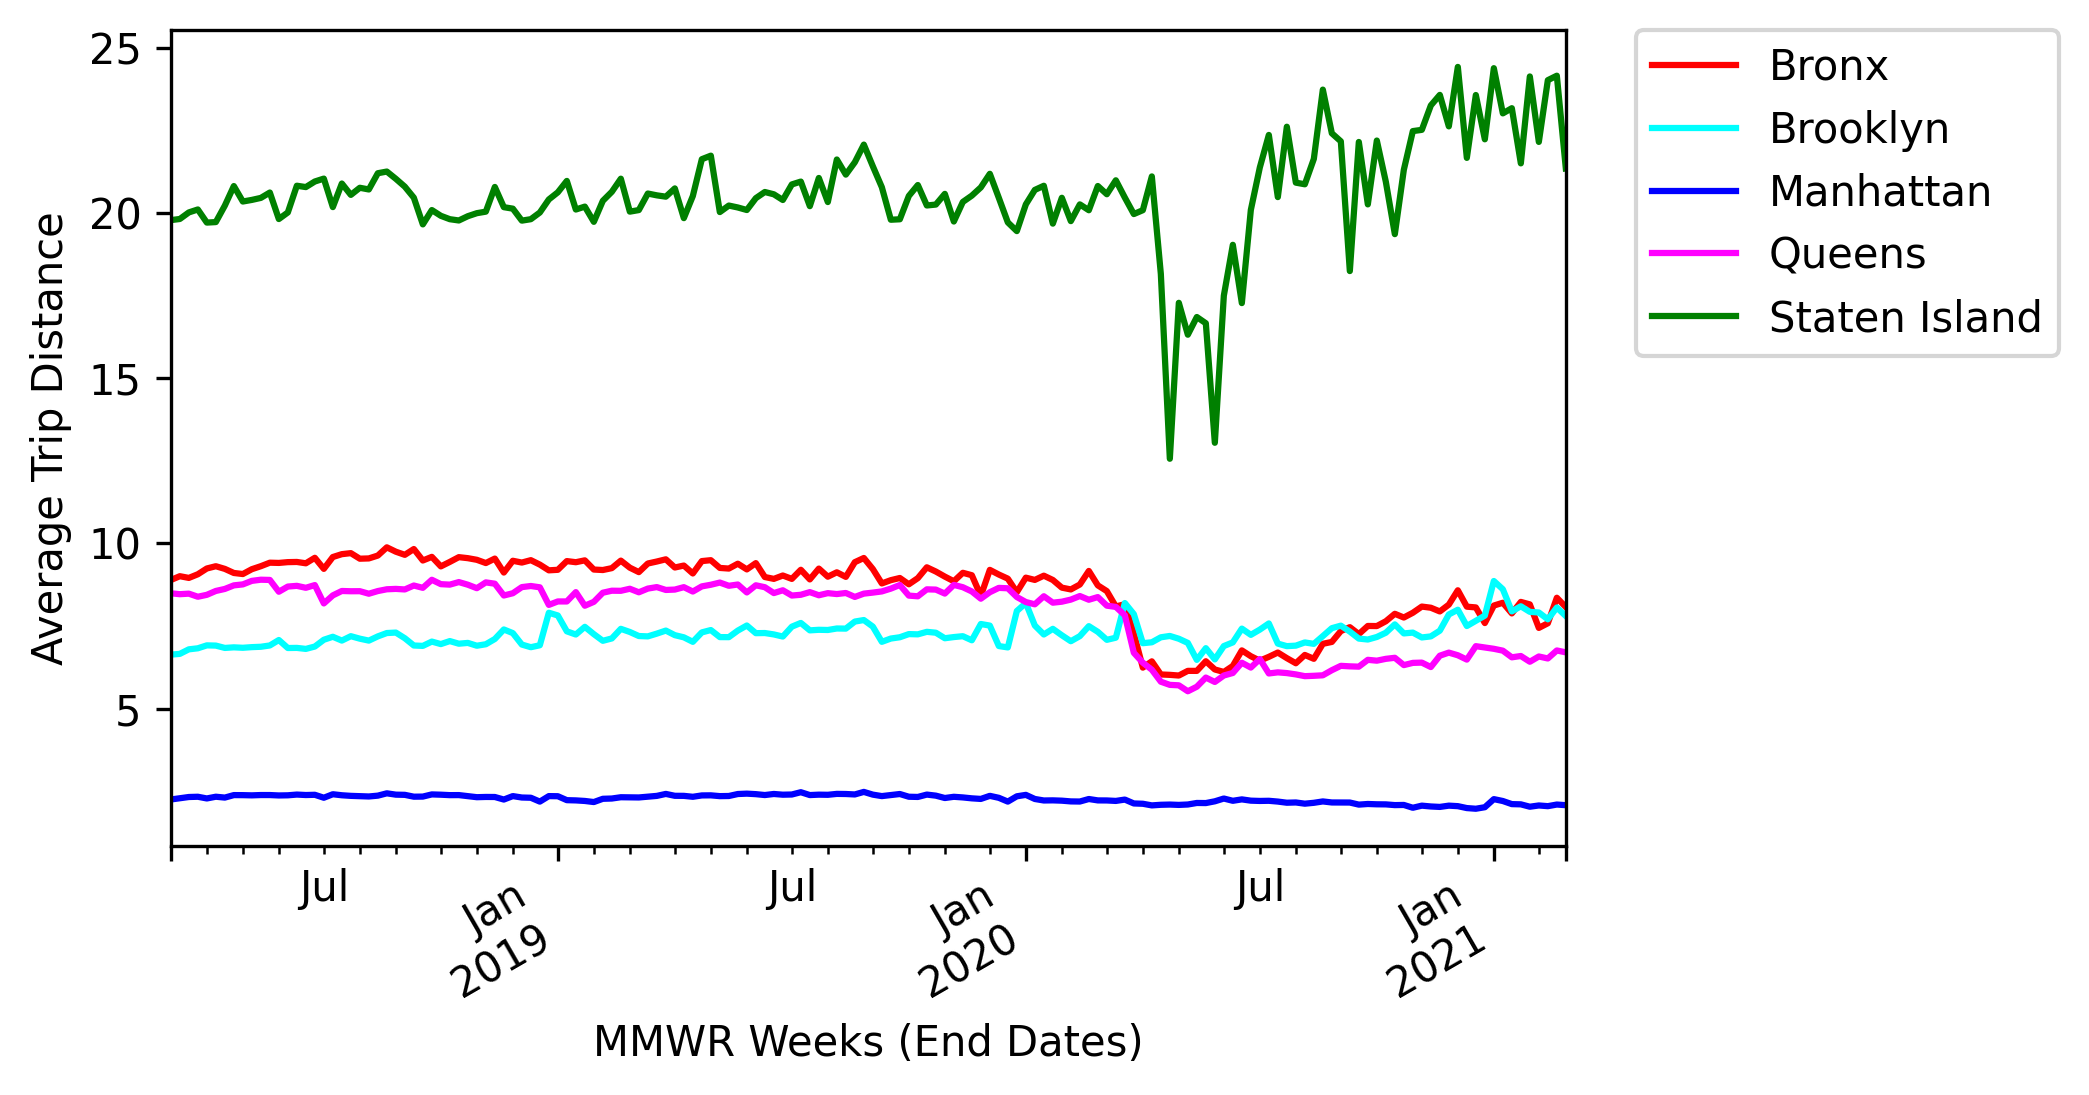 25
20
15
10
5
Average Trip Distance
Jul
Jan
2019
Jul
Jan
2020
Jul
Jan
2021
MMWR Weeks (End Dates)
Bronx
Brooklyn
Manhattan
Queens
Staten Island